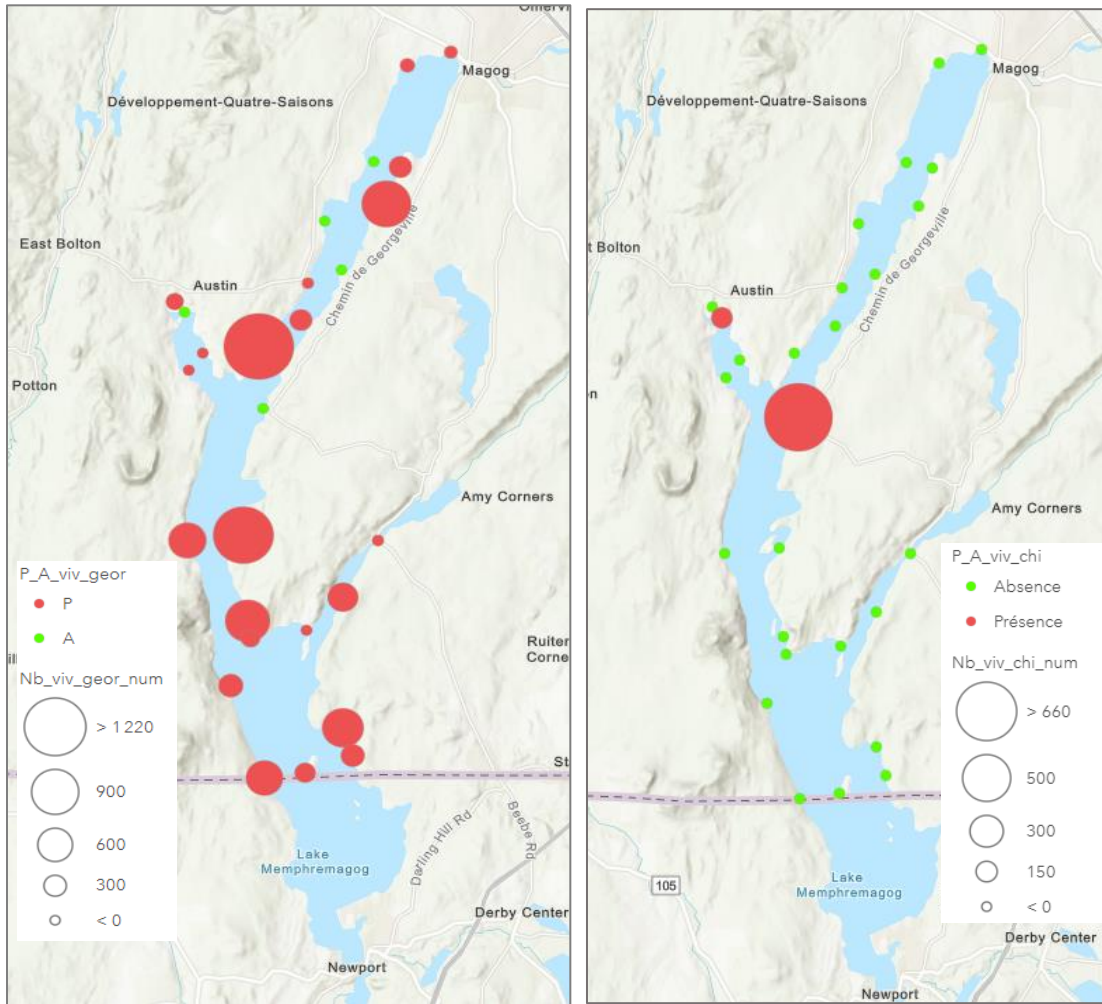 Magog
Développement-Quatre-Saisons
Chemin de Georgeville
East Bolton
Austin
Potton
Amy Corners
P_A_viv_geor
P
A
Ruiter
Corne
Nb_viv_geor_num
> 1 220
900
600
300
< 0
St
Darling Hill Rd
Beebe Rd
Lake
Memphremagog
Derby Center
Newport
Magog
Développement-Quatre-Saisons
Chemin de Georgeville
t Bolton
Austin
n
Amy Corners
P_A_viv_chi
Absence
Présence
Nb_viv_chi_num
> 660
500
300
150
< 0
Lake
Memphremagog
105
Derby Center
Newport